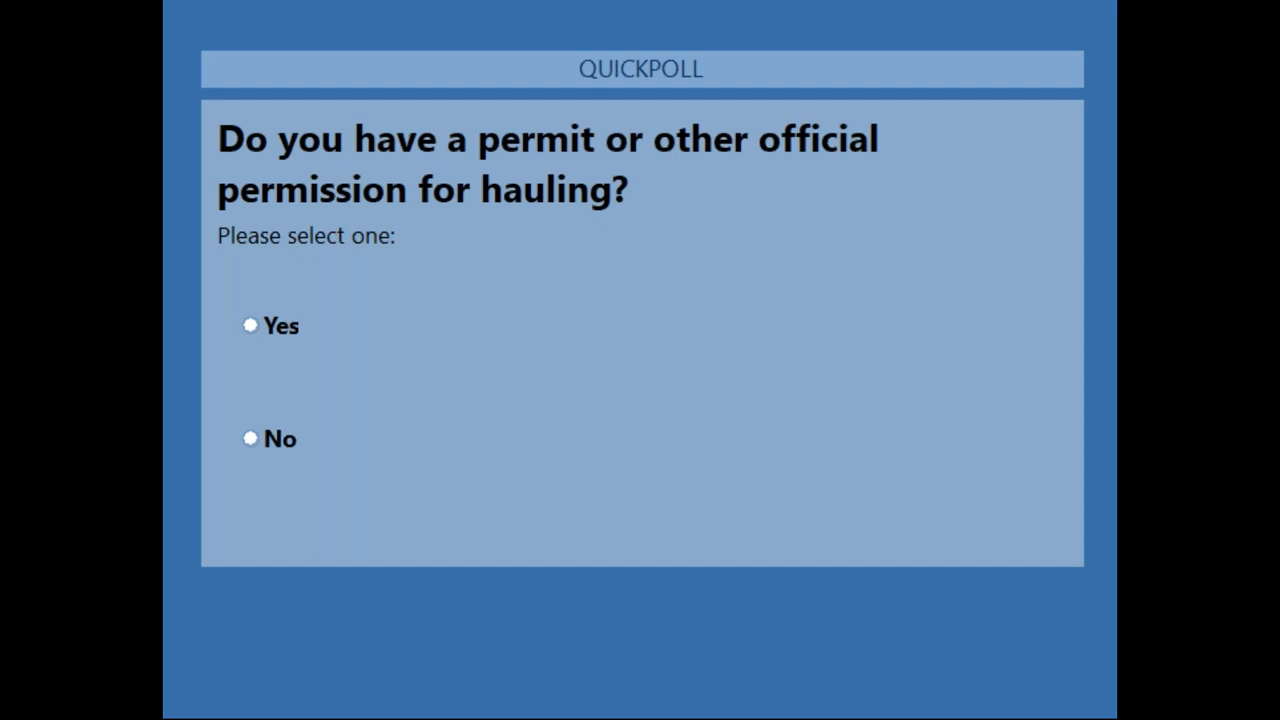 QUICKPOLL
Do you have a permit or other official
permission for hauling?
Please select one:
Yes
No